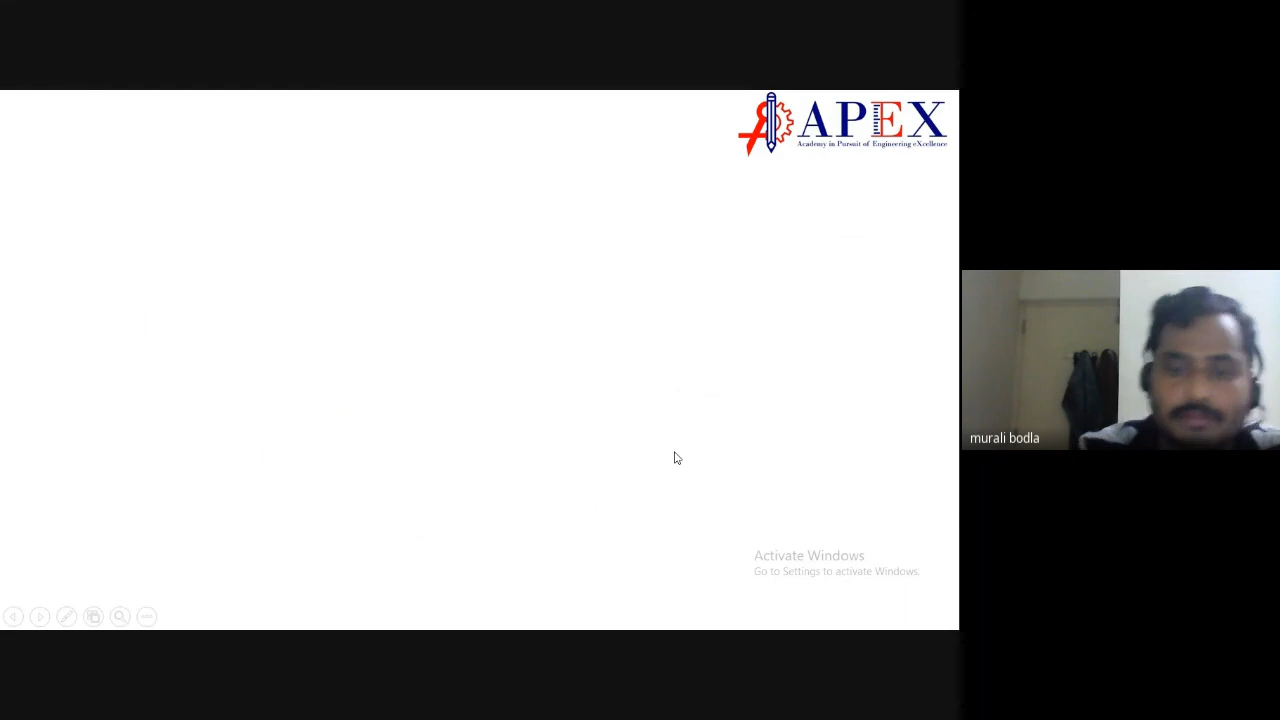 APEX
Academy in Pursuit of Engineering eXcellence
murali bodla
Activate Windows
Go to Settings to activate Windows.